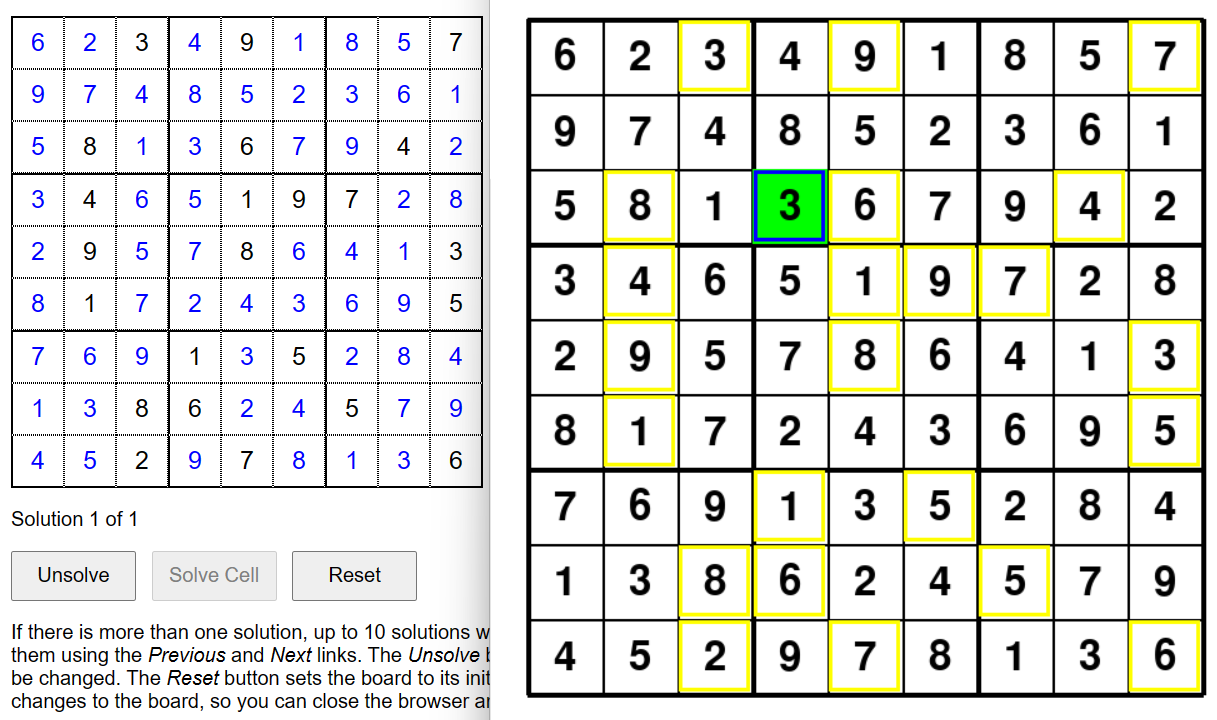 6 2 3 4 9 1 8 5 7
9 7 4 8 5 2 3 6 1
5 8 1 3 6 7 9 4 2
3 4 6 5 1 9 7 2 8
2 9 5 7 8 6 4 1 3
8 1 7 2 4 3 6 9 5
7 6 9 1 3 5 2 8 4
1 3 8 6 2 4 5 7 9
4 5 2 9 7 8 1 3 6
Solution 1 of 1
Unsolve Solve Cell Reset
If there is more than one solution, up to 10 solutions w
them using the Previous and Next links. The Unsolve
be changed. The Reset button sets the board to its init
changes to the board, so you can close the browser a
6 2 3 4 9 1 8 5 7
9 7 4 8 5 2 3 6 1
5 8 1 3 6 7 9 4 2
3 4 6 5 1 9 7 2 8
2 9 5 7 8 6 4 1 3
8 1 7 2 4 3 6 9 5
7 6 9 1 3 5 2 8 4
1 3 8 6 2 4 5 7 9
4 5 2 9 7 8 1 3 6